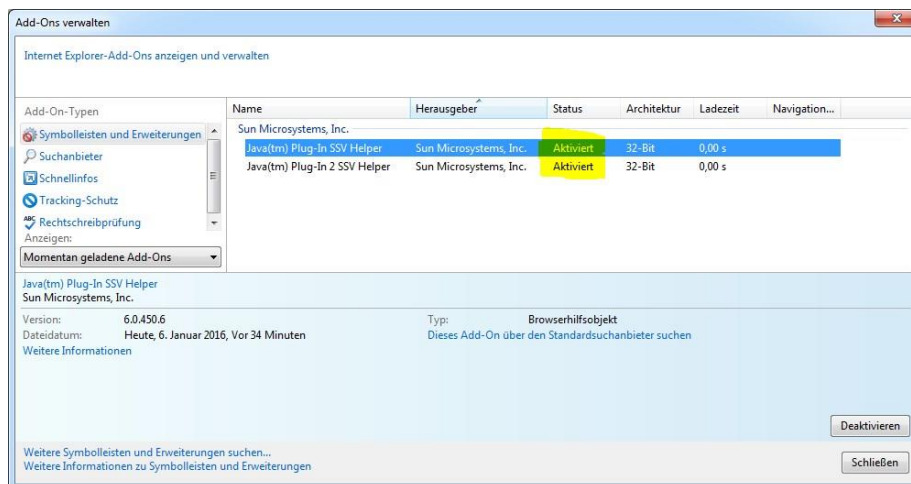 Add-Ons verwalten
Internet Explorer-Add-Ons anzeigen und verwalten
Add-On-Typen
Symbolleisten und Erweiterungen
Suchanbieter
Schnellinfos
Tracking-Schutz
ABC Rechtschreibprüfung
Anzeigen:
Momentan geladene Add-Ons
Name Herausgeber Status Architektur Ladezeit Navigation...
Sun Microsystems, Inc.
Java(tm) Plug-In SSV Helper Sun Microsystems, Inc. Aktiviert 32-Bit 0,00 s
Java(tm) Plug-In 2 SSV Helper Sun Microsystems, Inc. Aktiviert 32-Bit 0,00 s
Java(tm) Plug-In SSV Helper
Sun Microsystems, Inc.
Version: 6.0.450.6 Typ: Browserhilfsobjekt
Dateidatum: Heute, 6. Januar 2016, Vor 34 Minuten Dieses Add-On über den Standardsuchanbieter suchen
Weitere Informationen
Deaktivieren
Weitere Symbolleisten und Erweiterungen suchen...
Weitere Informationen zu Symbolleisten und Erweiterungen
Schließen